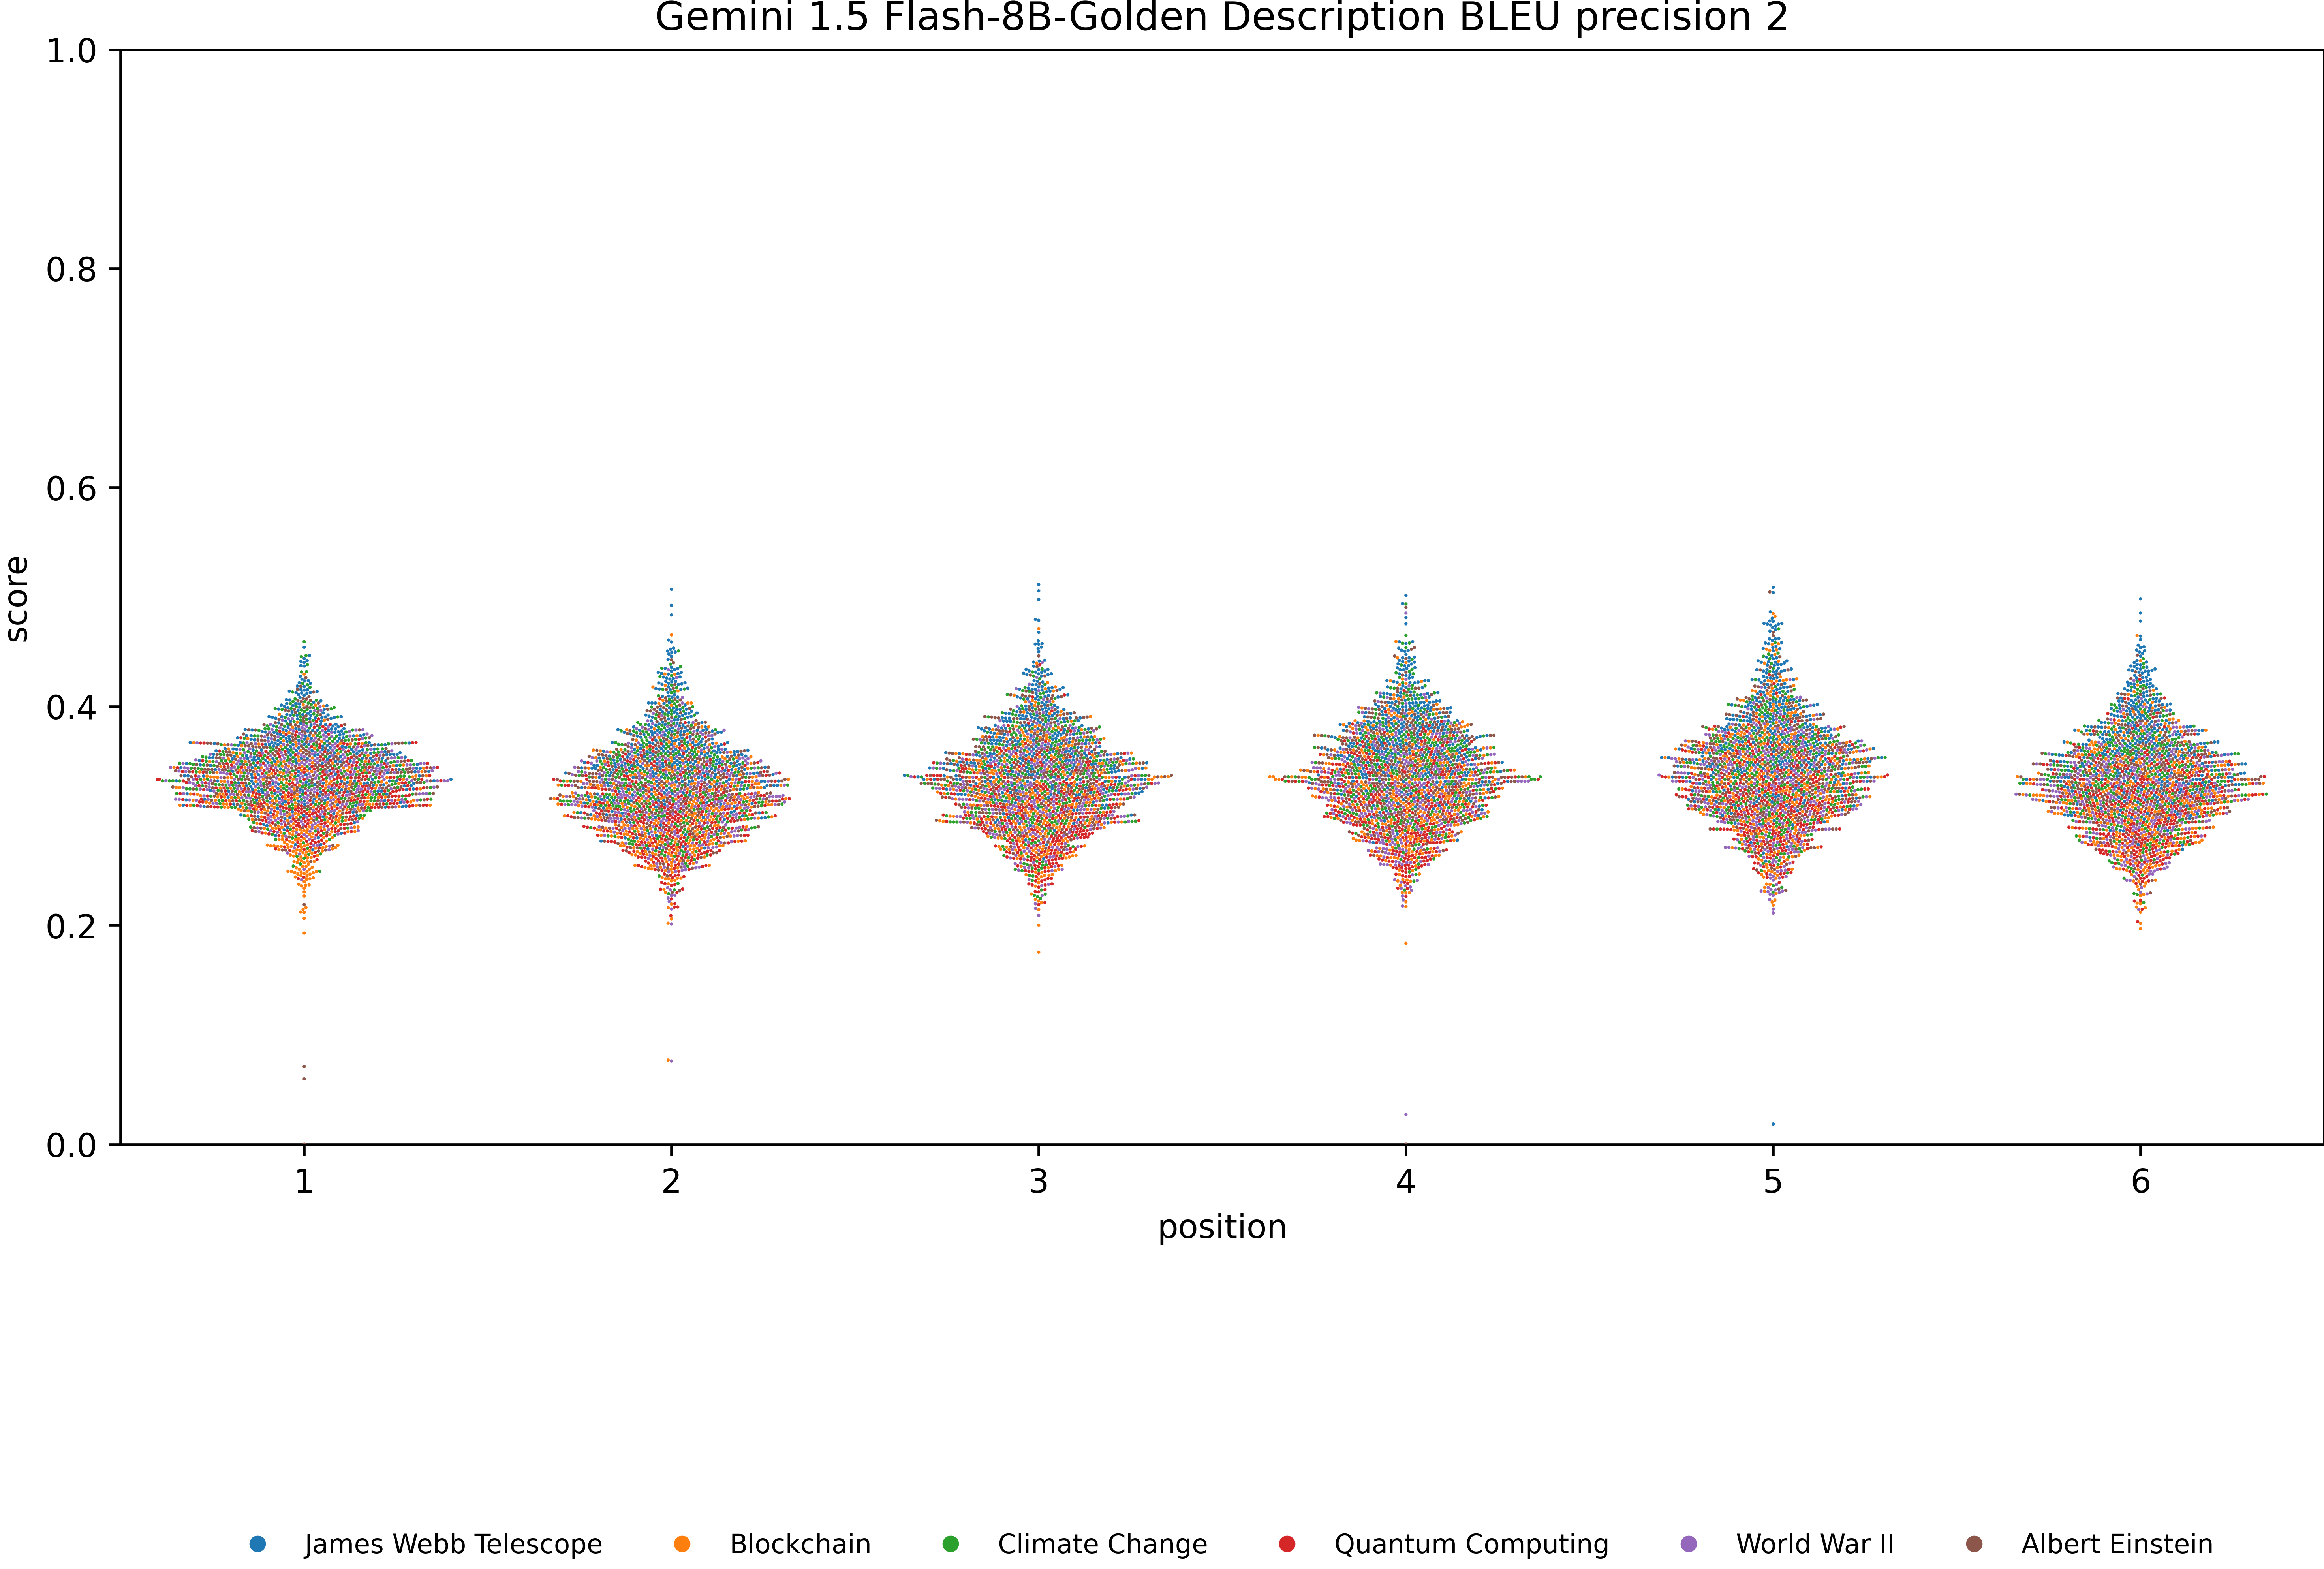 Gemini 1.5 Flash-8B-Golden Description BLEU precision 2
1.0
0.8
0.6
0.4
0.2
0.0
score
1 2 3 4 5 6
position
James Webb Telescope Blockchain Climate Change Quantum Computing World War II Albert Einstein